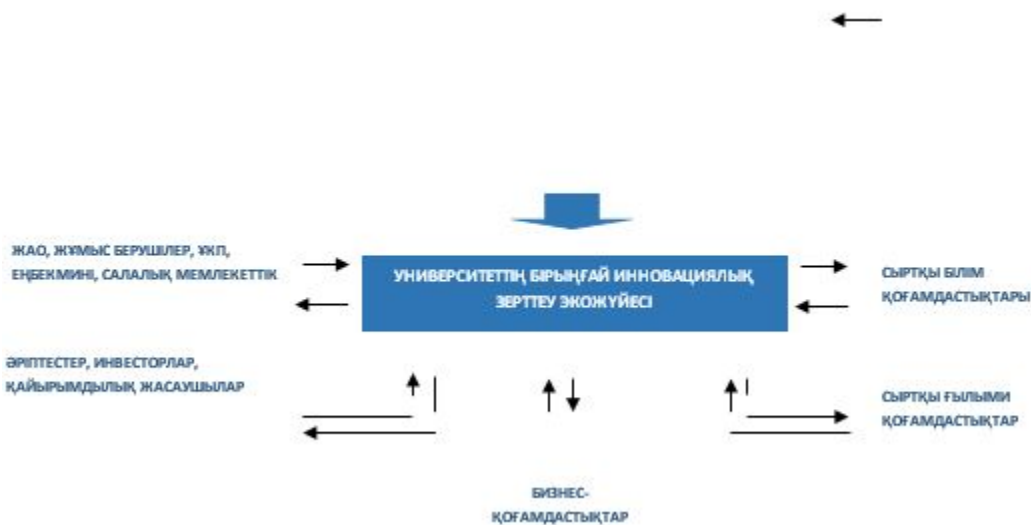 ЖАО, ЖҰМЫС БЕРУШІЛЕР, ҰКП,
ЕҢБЕКМИНІ, САЛАЛЫҚ МЕМЛЕКЕТТІК
УНИВЕРСИТЕТТІҢ БІРЫҢҒАЙ ИННОВАЦИЯЛЫҚ
ЗЕРТТЕУ ЭКОЖҮЙЕСІ
СЫРТҚЫ БІЛІМ
ҚОҒАМДАСТЫҚТАРЫ
ӘРІПТЕСТЕР, ИНВЕСТОРЛАР,
ҚАЙЫРЫМДЫЛЫҚ ЖАСАУШЫЛАР
СЫРТҚЫ ҒЫЛЫМИ
ҚОҒАМДАСТЫҚТАР
БИЗНЕС-
ҚОҒАМДАСТЫҚТАР